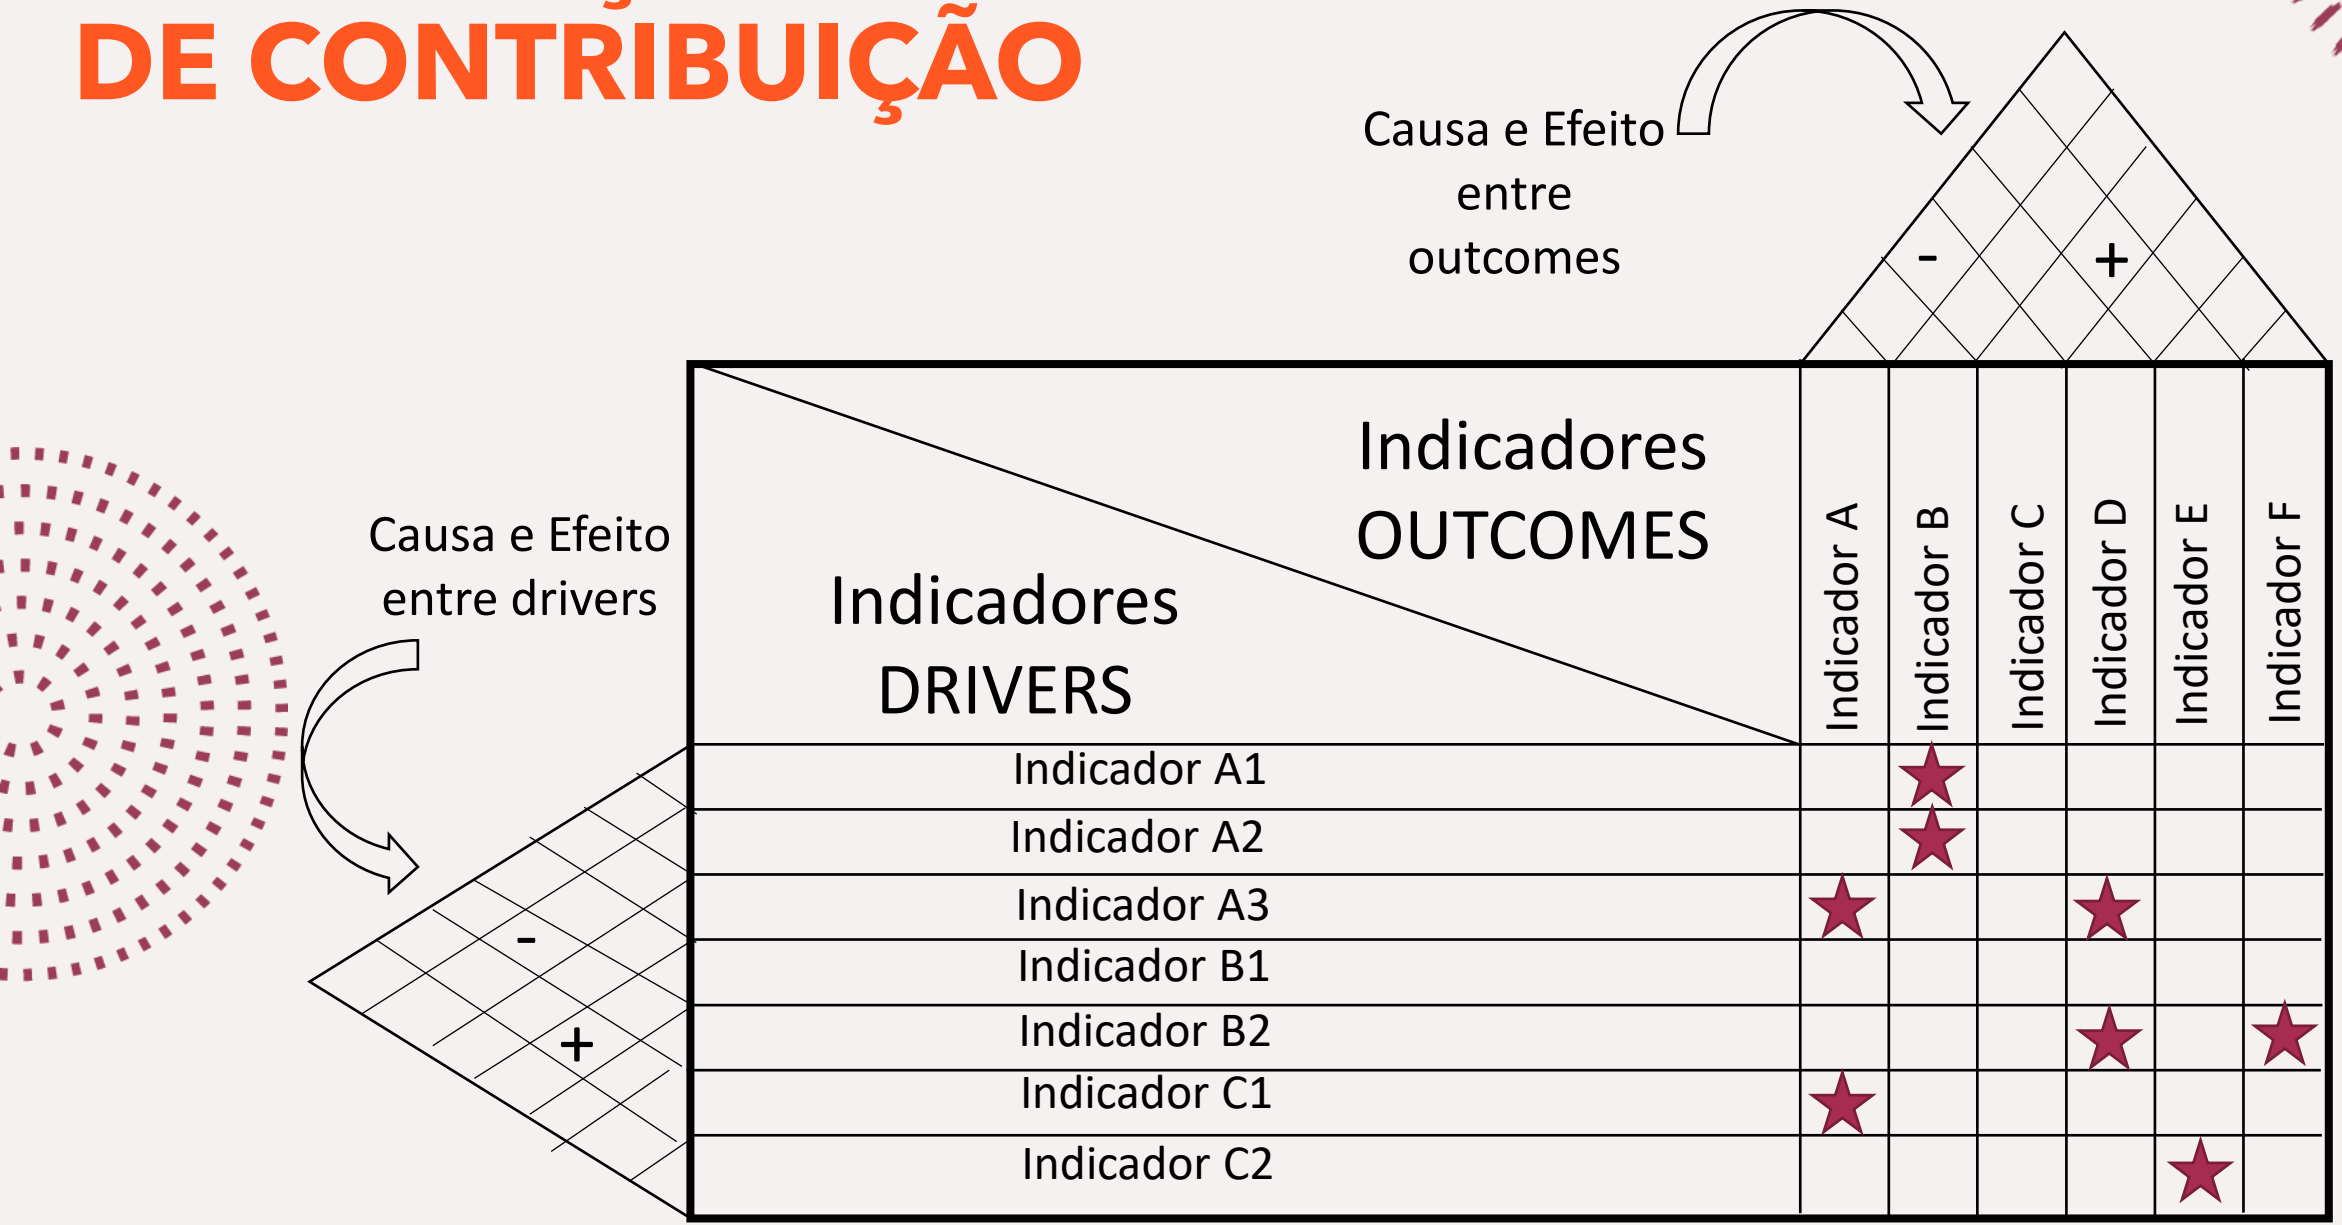 DE CONTRIBUIÇÃO
Causa e Efeito
entre
outcomes
-
+
Indicadores
OUTCOMES
Indicadores
DRIVERS
Indicador A
Indicador B
Indicador C
Indicador D
Indicador E
Indicador F
Causa e Efeito
entre drivers
-
+
Indicador A1
Indicador A2
Indicador A3
Indicador B1
Indicador B2
Indicador C1
Indicador C2